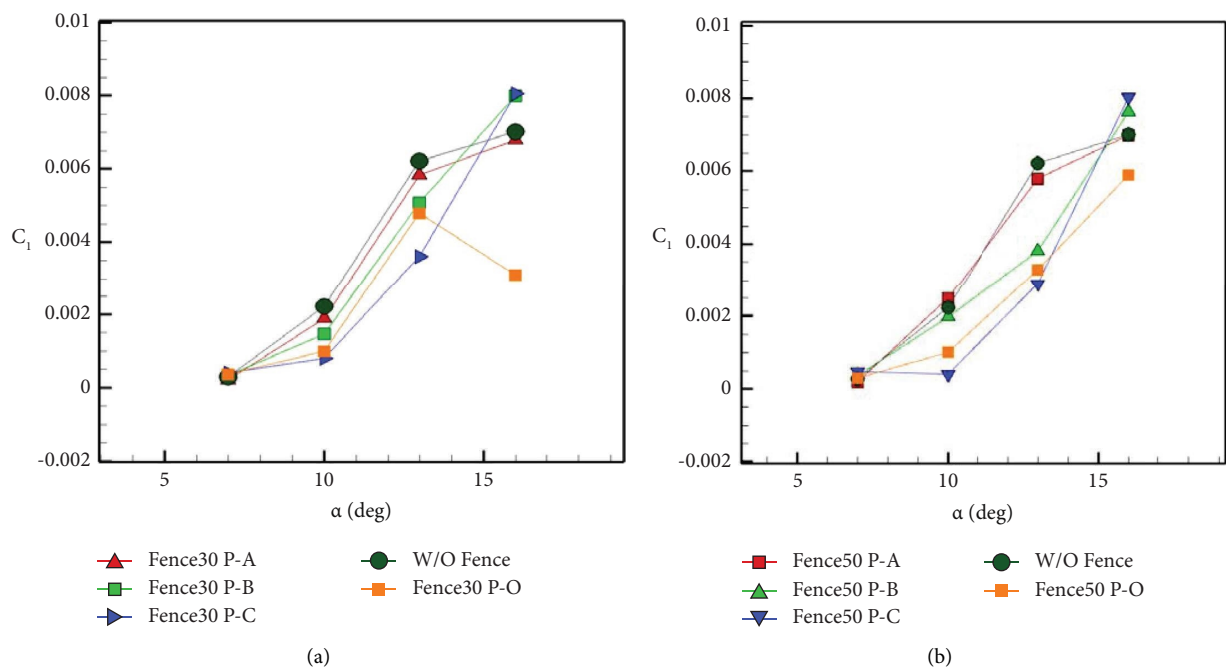 0.01
0.008
0.006
0.004
0.002
0
-0.002
C1
5 10 15
α (deg)
Fence30 P-A
Fence30 P-B
Fence30 P-C
W/O Fence
Fence30 P-O
(a)
0.01
0.008
0.006
0.004
0.002
0
-0.002
C1
5 10 15
α (deg)
Fence50 P-A
Fence50 P-B
Fence50 P-C
W/O Fence
Fence50 P-O
(b)